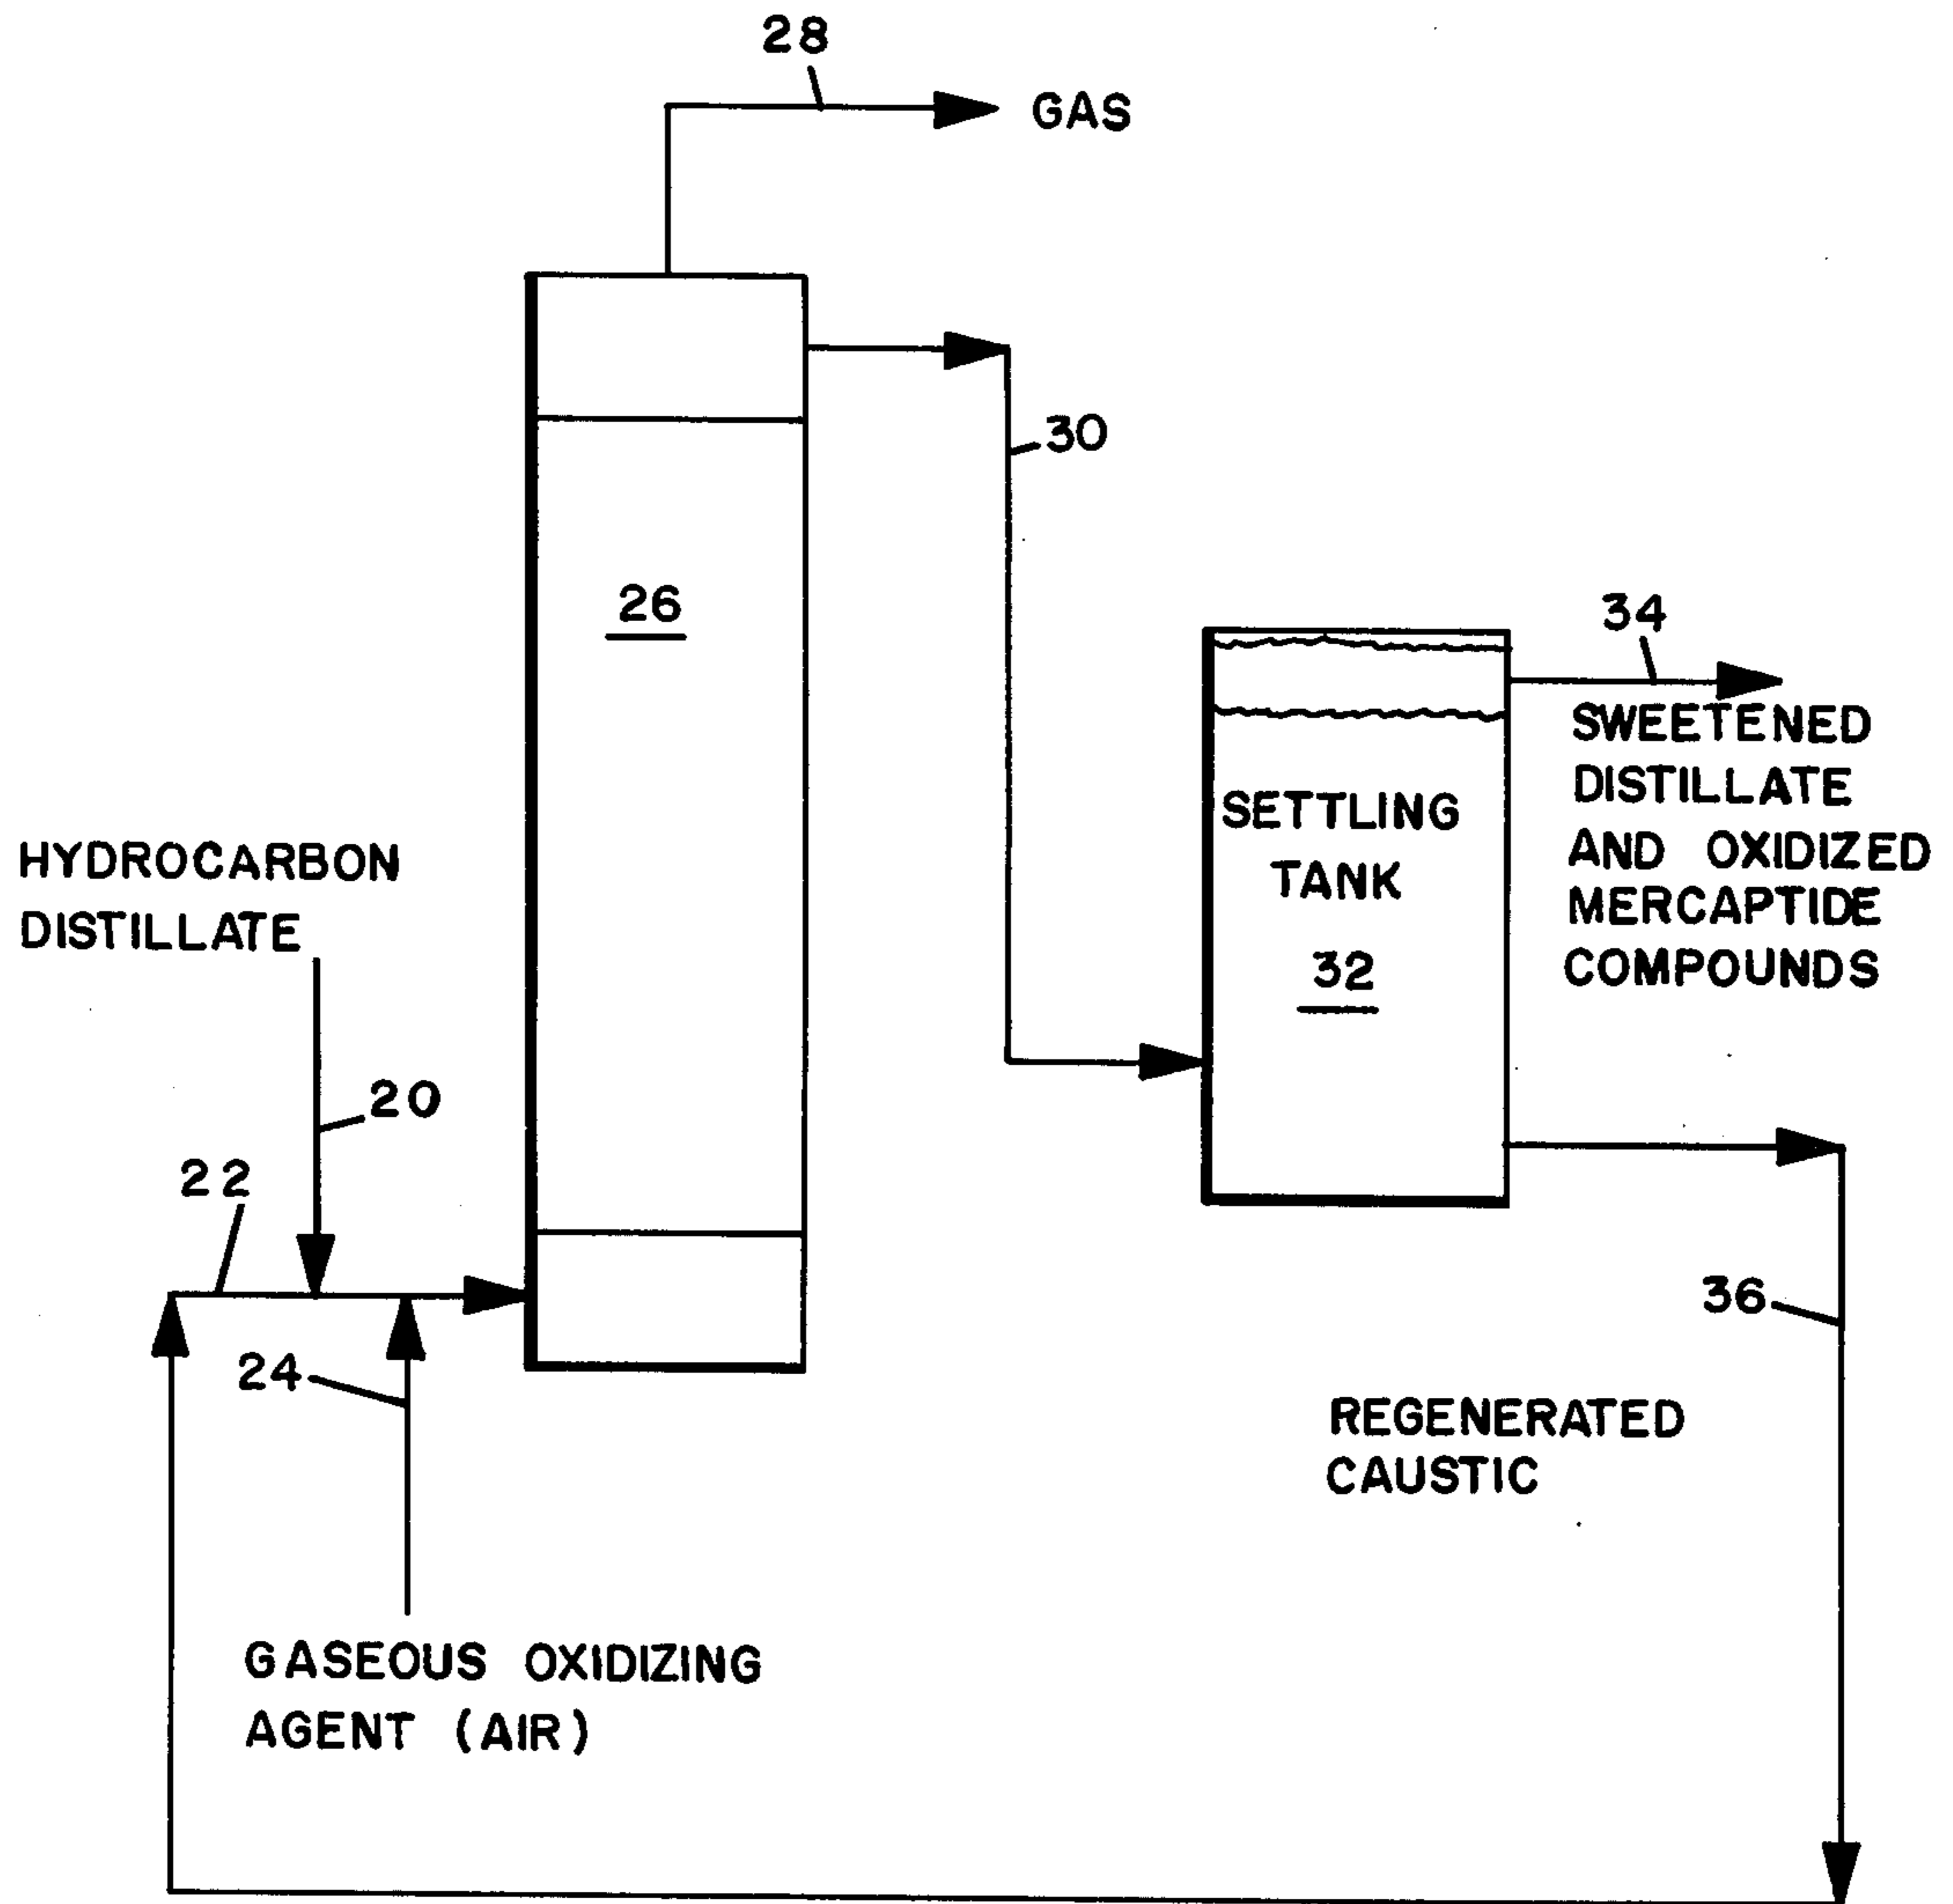 28
GAS
30
26
34
SWEETENED
DISTILLATE
AND OXIDIZED
MERCAPTIDE
COMPOUNDS
SETTLING
TANK
32
HYDROCARBON
DISTILLATE
20
22
24
36
REGENERATED
CAUSTIC
GASEOUS OXIDIZING
AGENT (AIR)